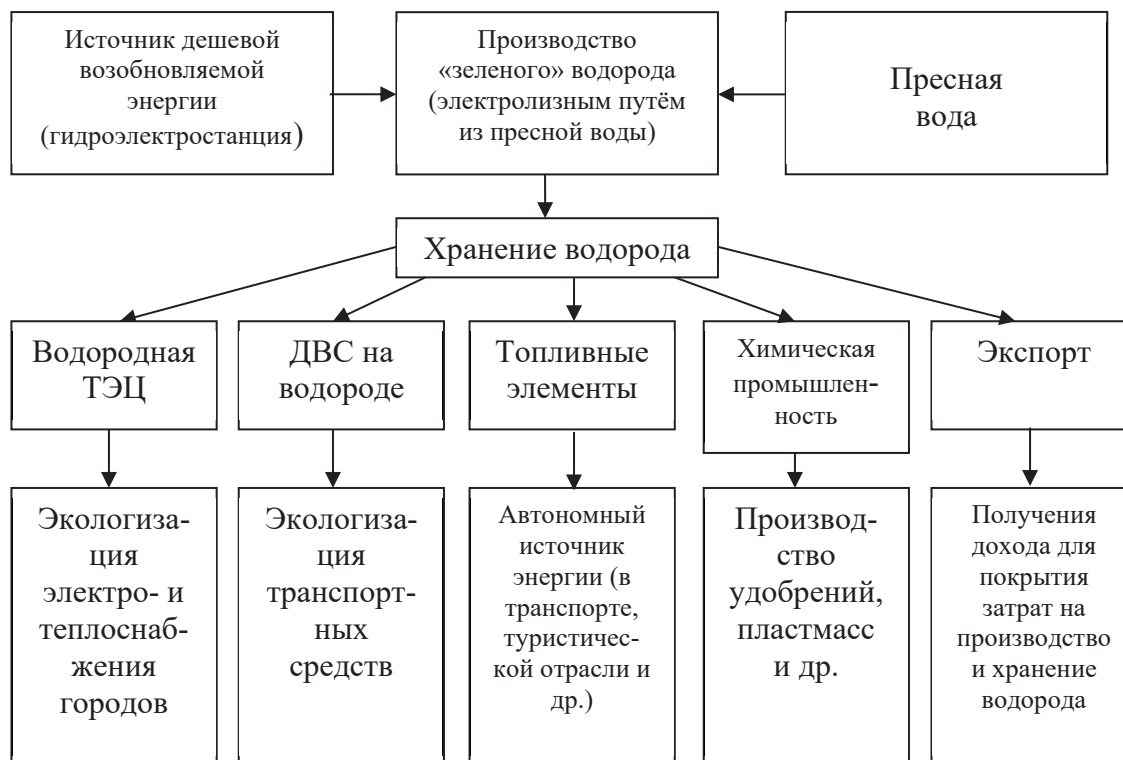 Источник дешевой
возобновляемой
энергии
(гидроэлектростанция)
Производство
«зеленого» водорода
(электролизным путём
из пресной воды)
Пресная
вода
Хранение водорода
Водородная
ТЭЦ
ДВС на
водороде
Топливные
элементы
Химическая
промышлен-
ность
Экспорт
Экологиза-
ция
электро- и
теплоснаб-
жения
городов
Экологиза-
ция
транспорт-
ных
средств
Автономный
источник
энергии (в
транспорте,
туристичес-
кой отрасли и
др.)
Производ-
ство
удобрений,
пластмасс
и др.
Получения
дохода для
покрытия
затрат на
производство
и хранение
водорода